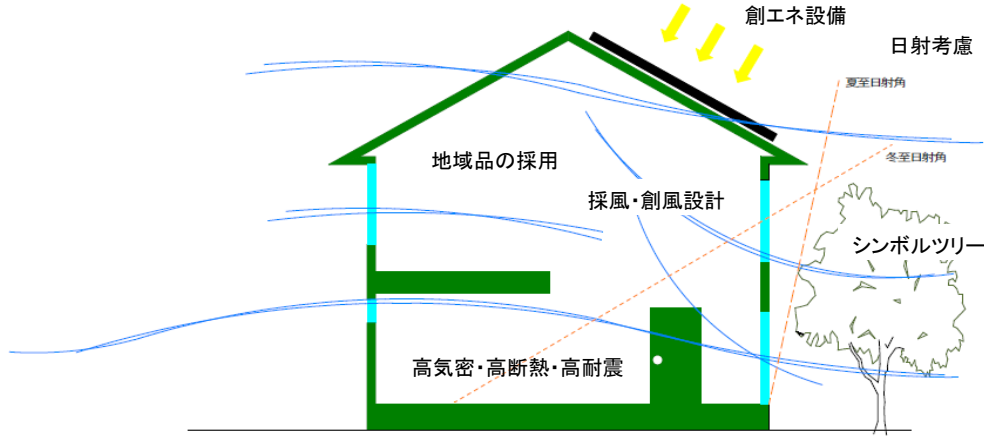 創エネ設備
日射考慮
夏至日射角
冬至日射角
地域品の採用
採風・創風設計
シンボルツリー
高気密・高断熱・高耐震